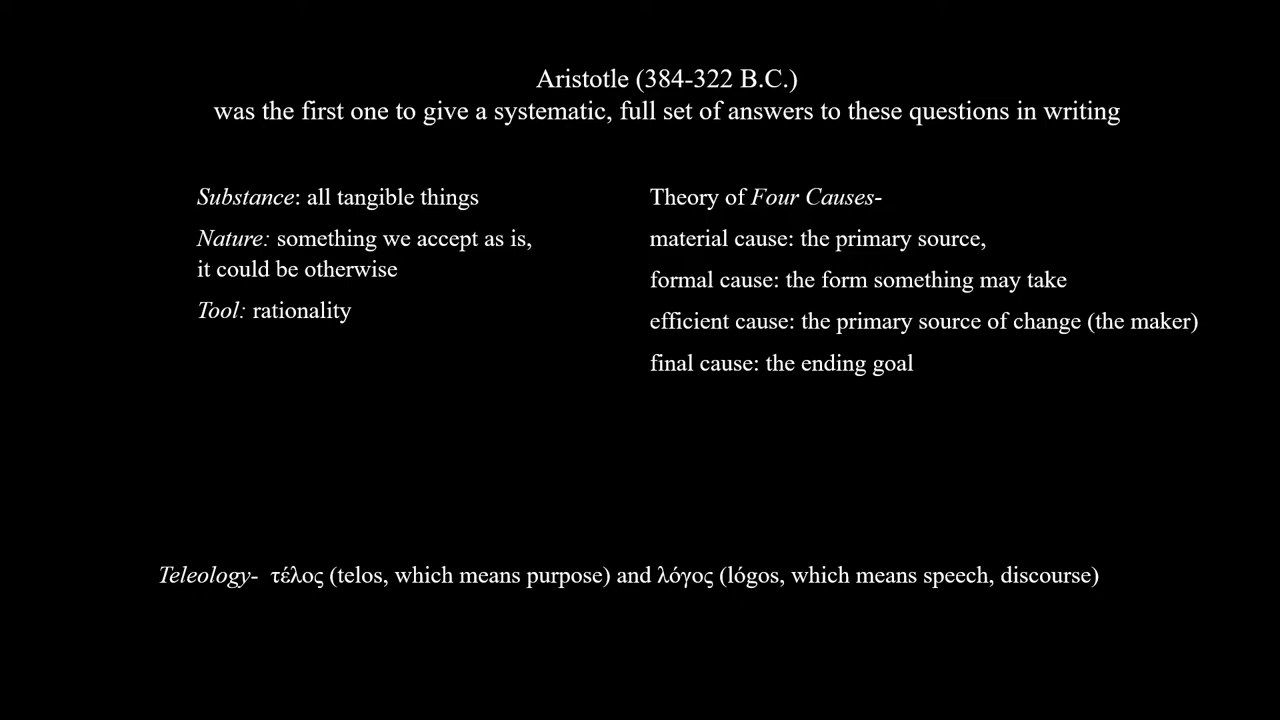 Aristotle (384-322 B.C.)
was the first one to give a systematic, full set of answers to these questions in writing
Substance: all tangible things
Nature: something we accept as is,
it could be otherwise
Tool: rationality
Theory of Four Causes-
material cause: the primary source,
formal cause: the form something may take
efficient cause: the primary source of change (the maker)
final cause: the ending goal
Teleology- τέλος (telos, which means purpose) and λόγος (lógos, which means speech, discourse)